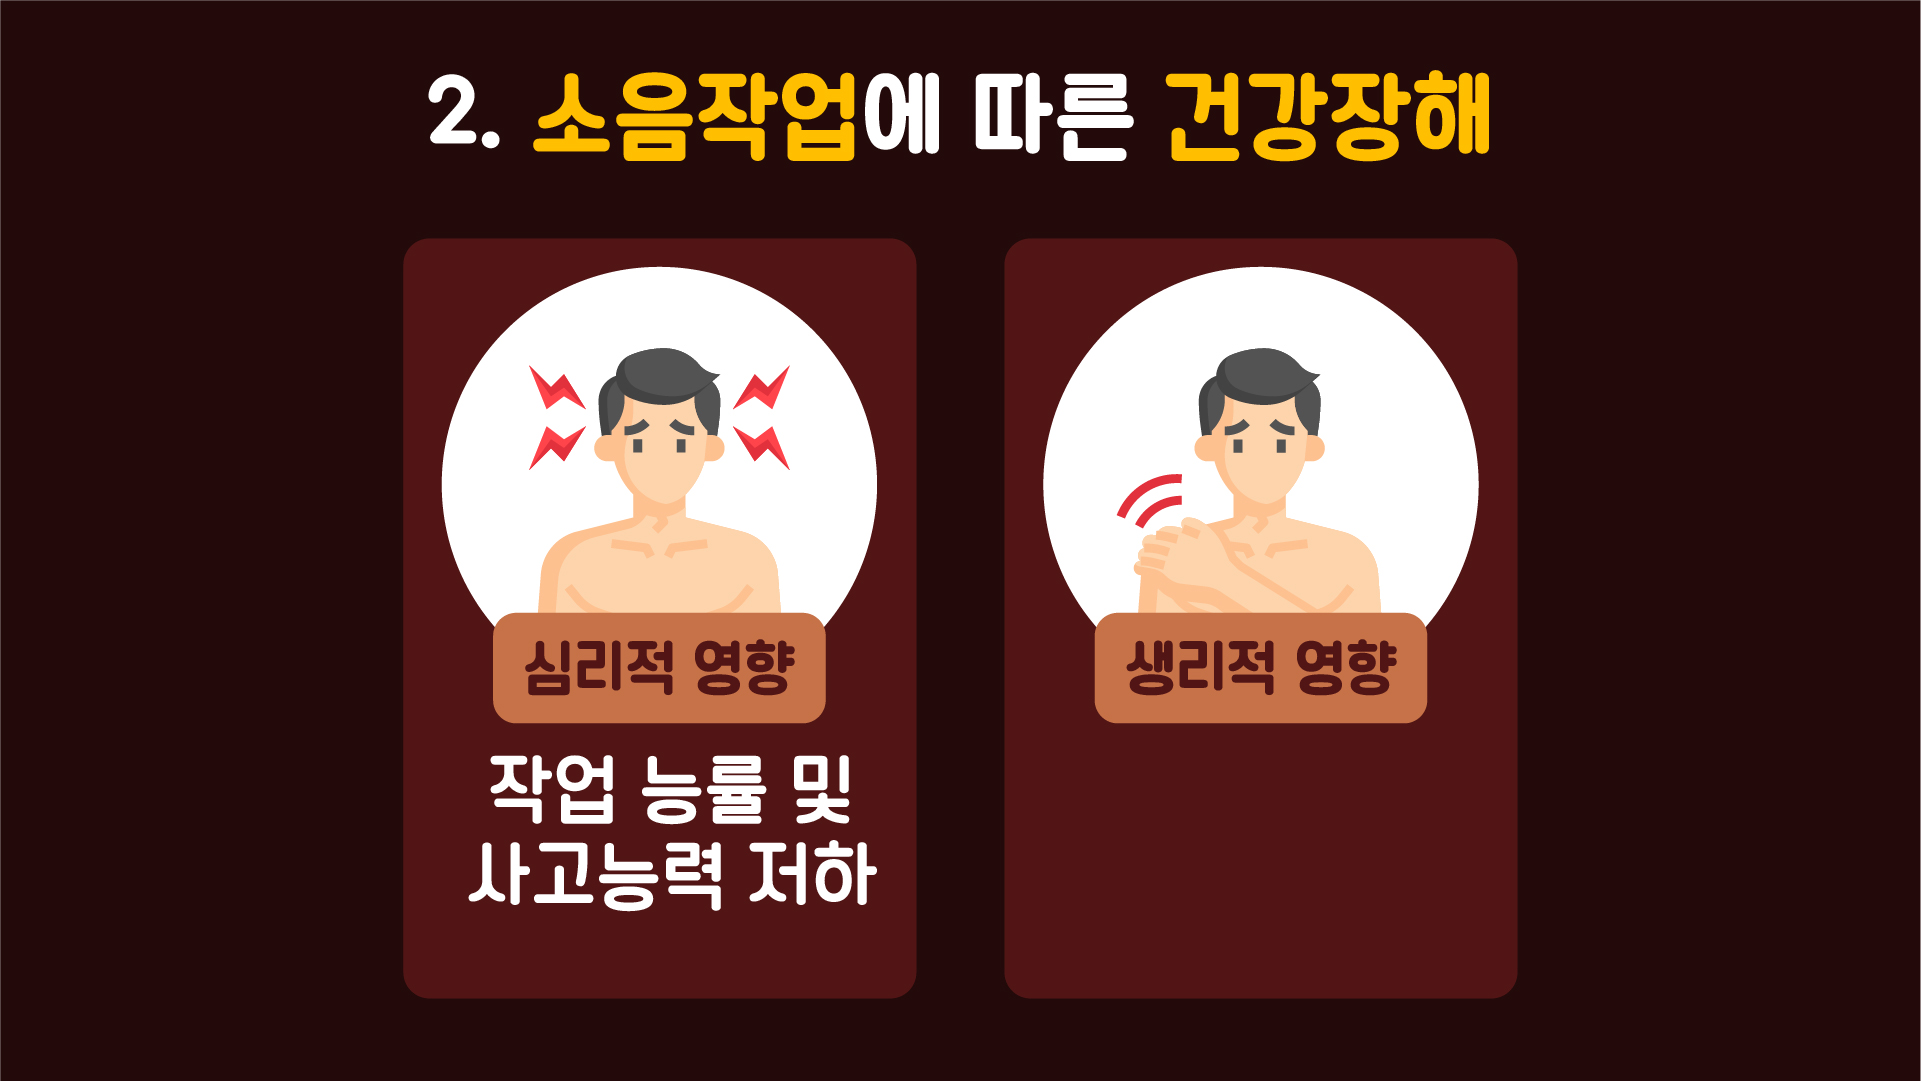 2. 소음작업에 따른 건강장해
심리적 영향
작업 능률 및
사고능력 저하
생리적 영향